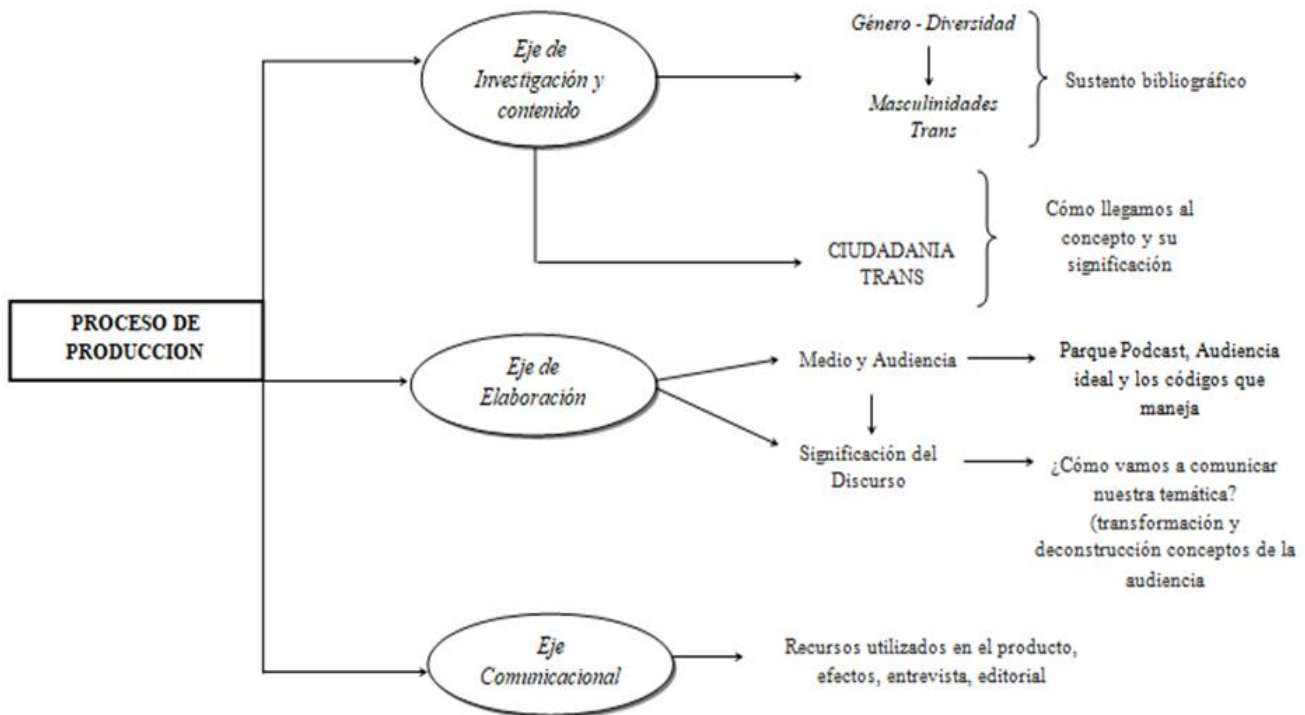 PROCESO DE
PRODUCCION
Eje de
Investigación y
contenido
Género - Diversidad
Masculinidades
Trans
Sustento bibliográfico
CIUDADANIA
TRANS
Cómo llegamos al
concepto y su
significación
Eje de
Elaboración
Medio y Audiencia
Parque Podcast, Audiencia
ideal y los códigos que
maneja
Significación del
Discurso
¿Cómo vamos a comunicar
nuestra temática?
(transformación y
deconstrucción conceptos de la
audiencia
Eje
Comunicacional
Recursos utilizados en el producto,
efectos, entrevista, editorial